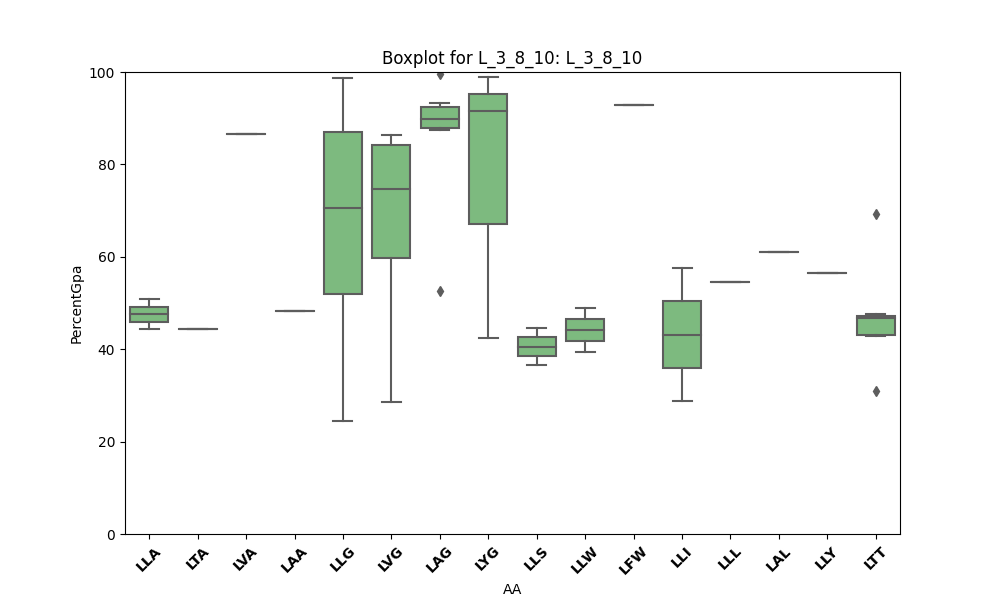 Boxplot for L_3_8_10: L_3_8_10
100
80
60
40
20
0
PercentGpa
LLA LTA LVA LAA LLG LVG LAG LYG LLS LLW LFW LLI LLL LAL LLY LTT
AA